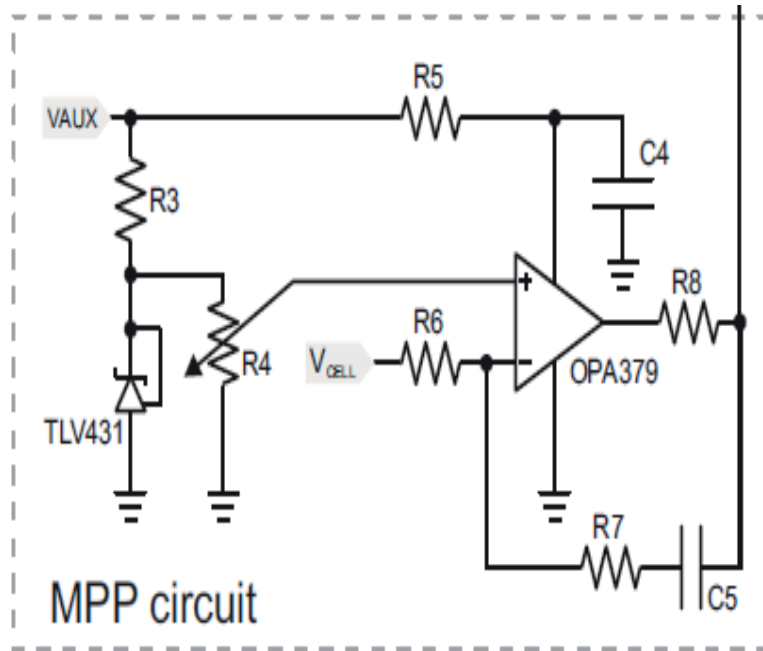 R5
VAUX
C4
R3
+
R8
R6
R4
VCELL
−
OPA379
TLV431
R7
C5
MPP circuit